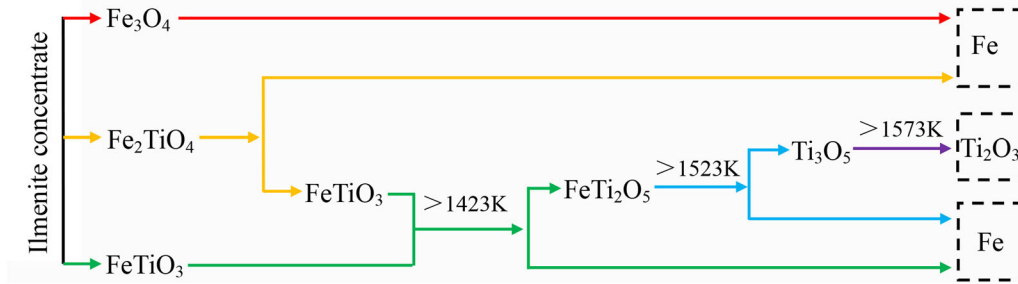 Ilmenite concentrate
Fe₃O₄
Fe
Fe₂TiO₄
>1573K
Ti₃O₅
Ti₂O₃
>1523K
FeTiO₃
>1423K
FeTi₂O₅
Fe
FeTiO₃